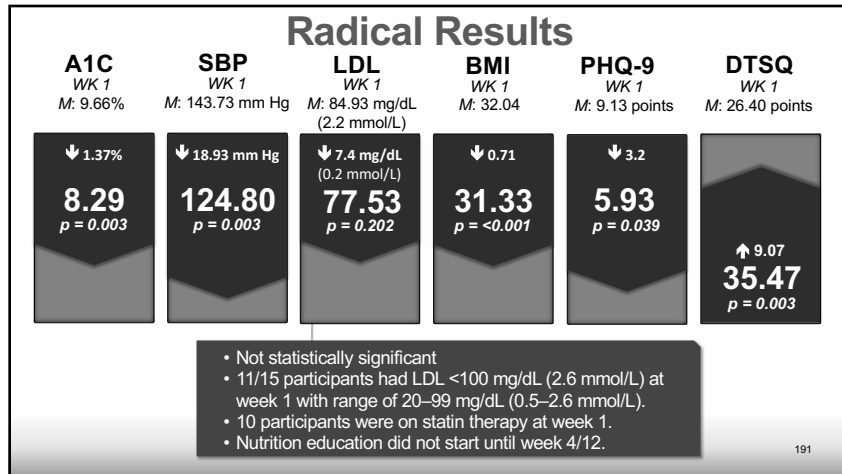 Radical Results
A1C
WK 1
M: 9.66%
🡻 1.37%
8.29
p = 0.003
SBP
WK 1
M: 143.73 mm Hg
🡻 18.93 mm Hg
124.80
p = 0.003
LDL
WK 1
M: 84.93 mg/dL
(2.2 mmol/L)
🡻 7.4 mg/dL
(0.2 mmol/L)
77.53
p = 0.202
BMI
WK 1
M: 32.04
🡻 0.71
31.33
p = <0.001
PHQ-9
WK 1
M: 9.13 points
🡻 3.2
5.93
p = 0.039
DTSQ
WK 1
M: 26.40 points
🡹 9.07
35.47
p = 0.003
• Not statistically significant
• 11/15 participants had LDL <100 mg/dL (2.6 mmol/L) at
week 1 with range of 20–99 mg/dL (0.5–2.6 mmol/L).
• 10 participants were on statin therapy at week 1.
• Nutrition education did not start until week 4/12.
191